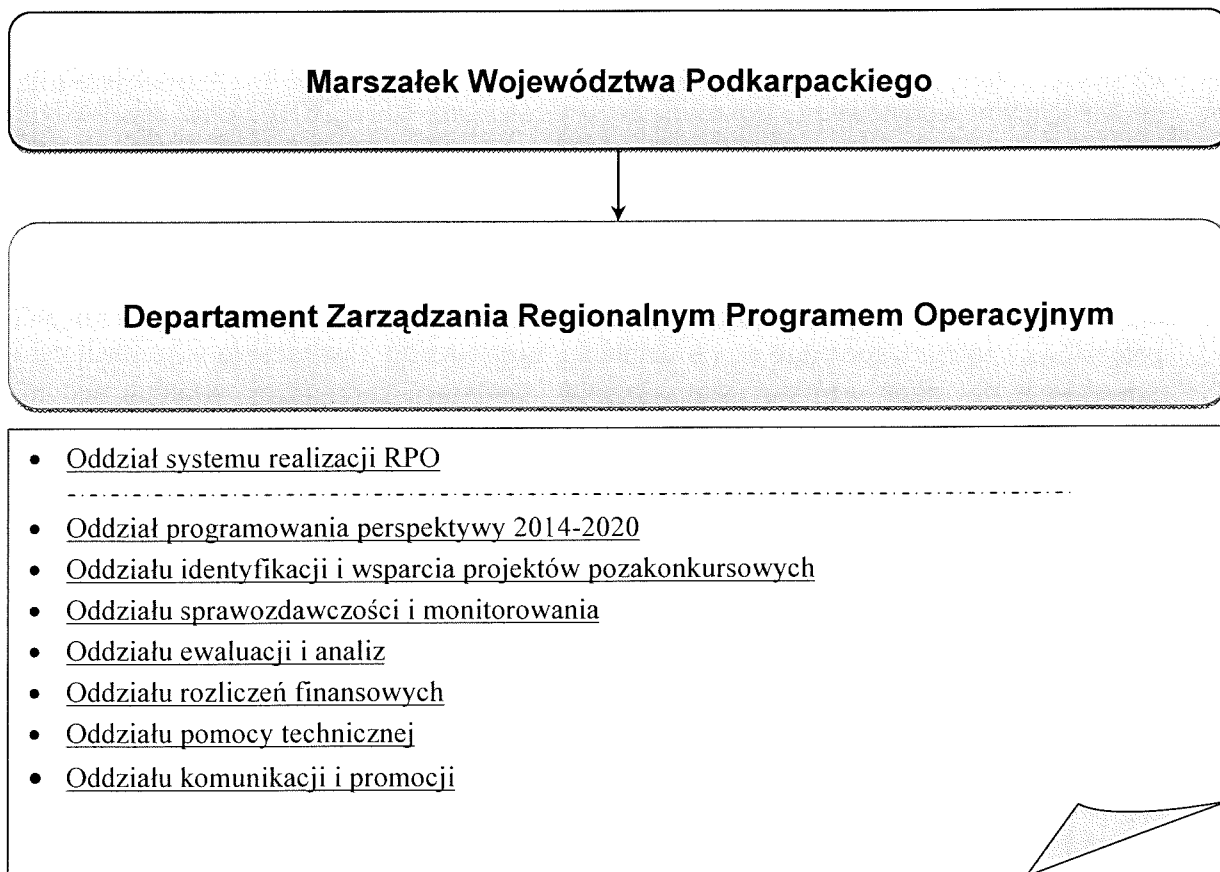 Marszałek Województwa Podkarpackiego
Departament Zarządzania Regionalnym Programem Operacyjnym
• Oddział systemu realizacji RPO
• Oddział programowania perspektywy 2014-2020
• Oddziału identyfikacji i wsparcia projektów pozakonkursowych
• Oddziału sprawozdawczości i monitorowania
• Oddziału ewaluacji i analiz
• Oddziału rozliczeń finansowych
• Oddziału pomocy technicznej
• Oddziału komunikacji i promocji